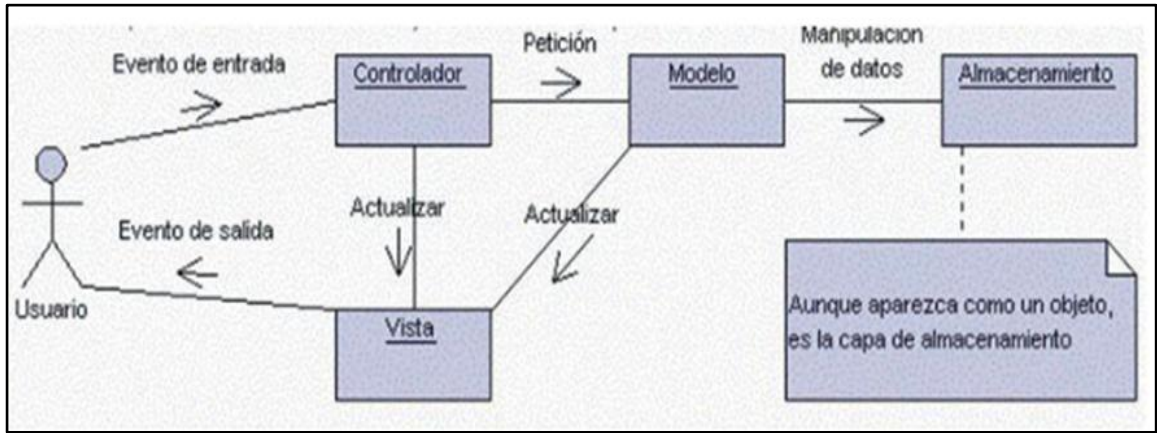 Evento de entrada
Controlador
Petición
Modelo
Manipulacion
de datos
Almacenamiento
Actualizar
Actualizar
Evento de salida
Usuario
Vista
Aunque aparezca como un objeto,
es la capa de almacenamiento